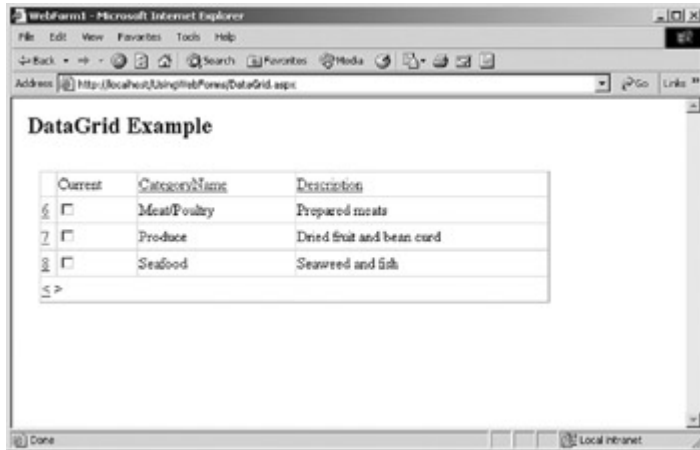 WebForm1 - Microsoft Internet Explorer
File Edit View Favorites Tools Help
Back Search Favorites Media
Address http://localhost/UsingWebForms/DataGrid.aspx Go Links »
DataGrid Example
Current CategoryName Description
6 Meat/Poultry Prepared meats
7 Produce Dried fruit and bean curd
8 Seafood Seaweed and fish
< >
Done Local intranet